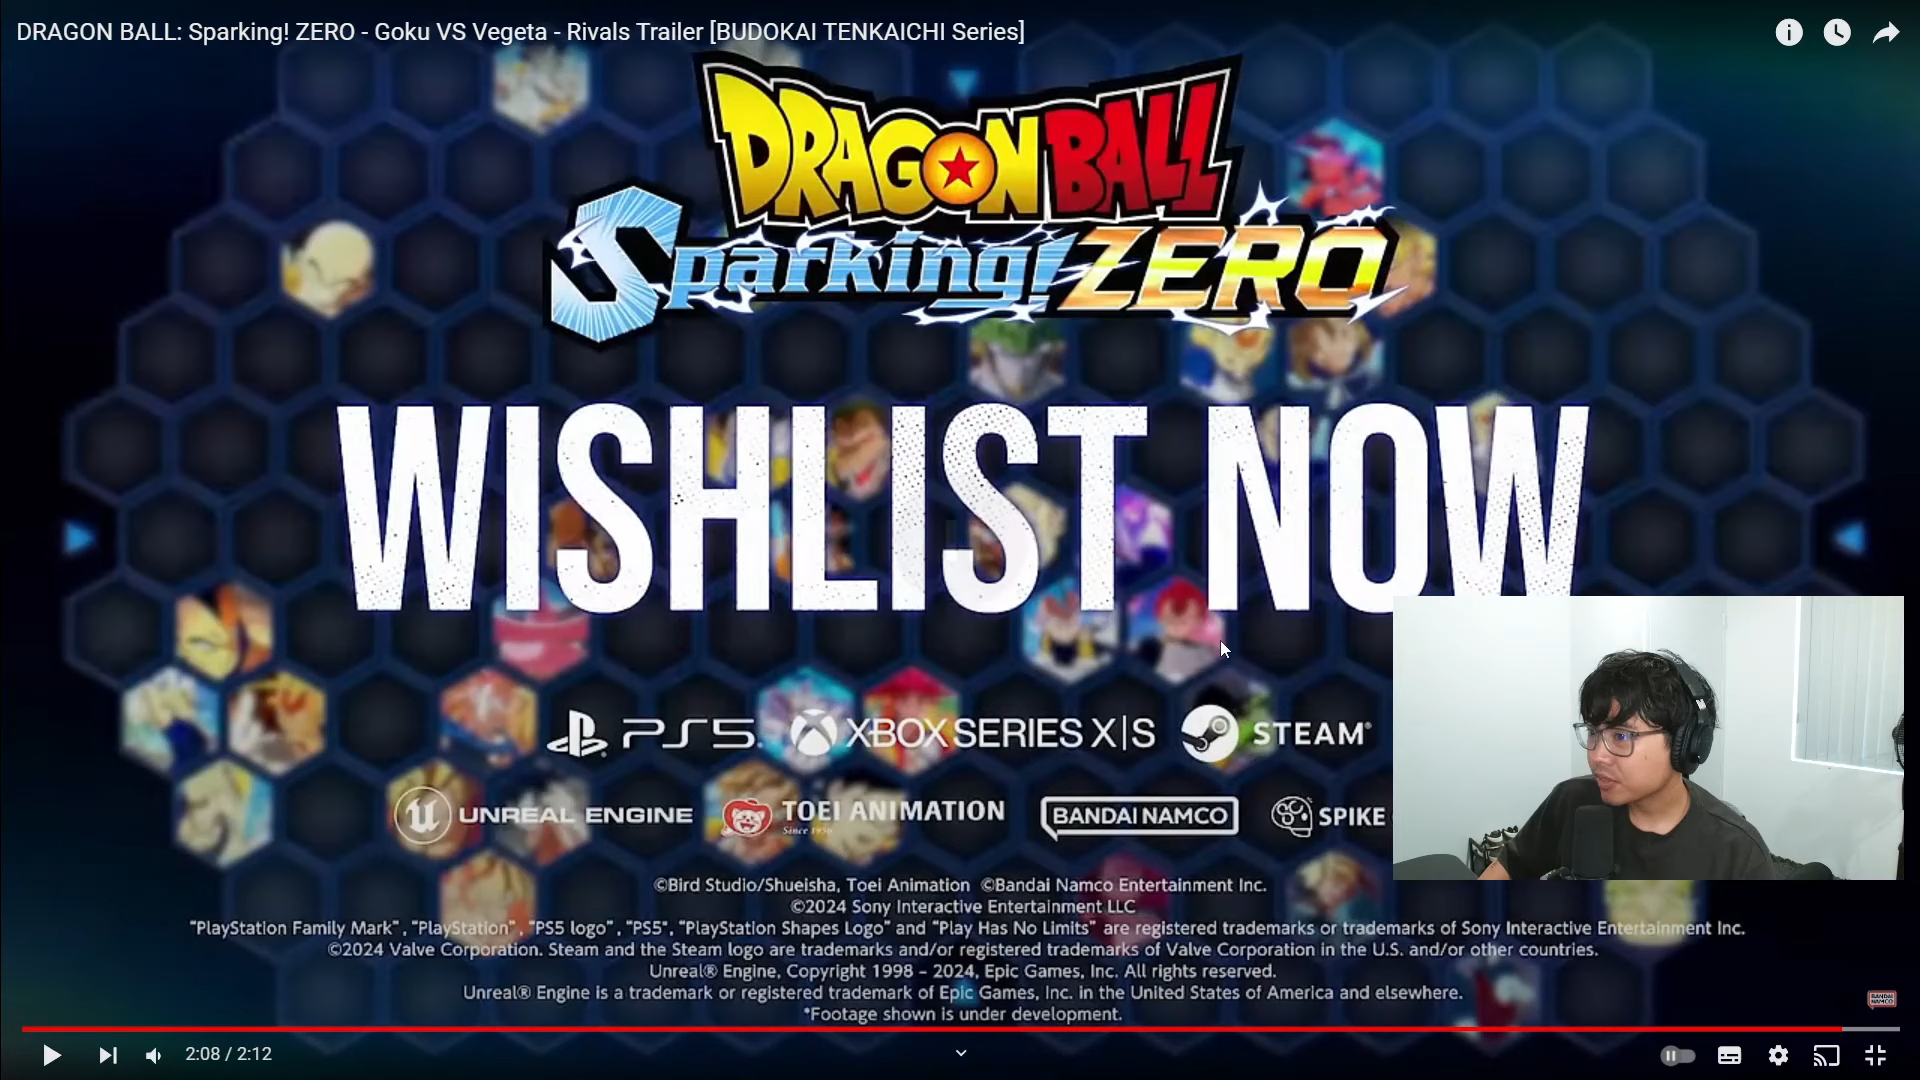 DRAGON BALL: Sparking! ZERO - Goku VS Vegeta - Rivals Trailer [BUDOKAI TENKAICHI Series]
DRAGON BALL
Sparking! ZERO
WISHLIST NOW
PS5 XBOX SERIES X|S STEAM®
UNREAL ENGINE TOEI ANIMATION Since 1956 BANDAI NAMCO SPIKE
©Bird Studio/Shueisha, Toei Animation ©Bandai Namco Entertainment Inc.
©2024 Sony Interactive Entertainment LLC
"PlayStation Family Mark", "PlayStation", "PS5 logo", "PS5", "PlayStation Shapes Logo" and "Play Has No Limits" are registered trademarks or trademarks of Sony Interactive Entertainment Inc.
©2024 Valve Corporation. Steam and the Steam logo are trademarks and/or registered trademarks of Valve Corporation in the U.S. and/or other countries.
Unreal® Engine, Copyright 1998 – 2024, Epic Games, Inc. All rights reserved.
Unreal® Engine is a trademark or registered trademark of Epic Games, Inc. in the United States of America and elsewhere.
*Footage shown is under development.
BANDAI NAMCO
2:08 / 2:12